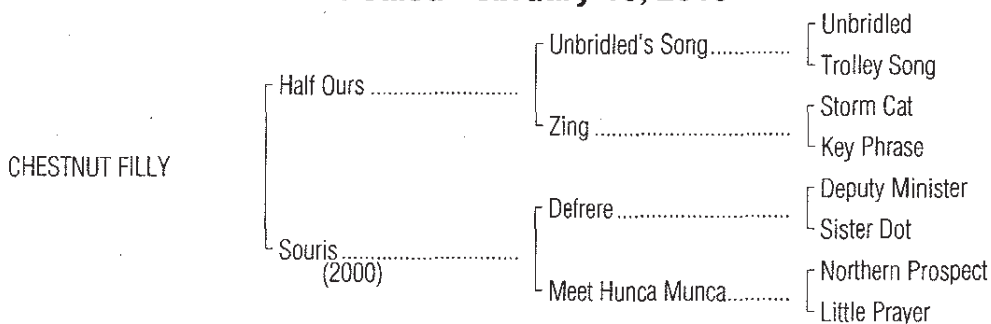 Unbridled
Unbridled's Song
Trolley Song
Half Ours
Storm Cat
Zing
Key Phrase
CHESTNUT FILLY
Deputy Minister
Defrere
Sister Dot
Souris
(2000)
Northern Prospect
Meet Hunca Munca
Little Prayer